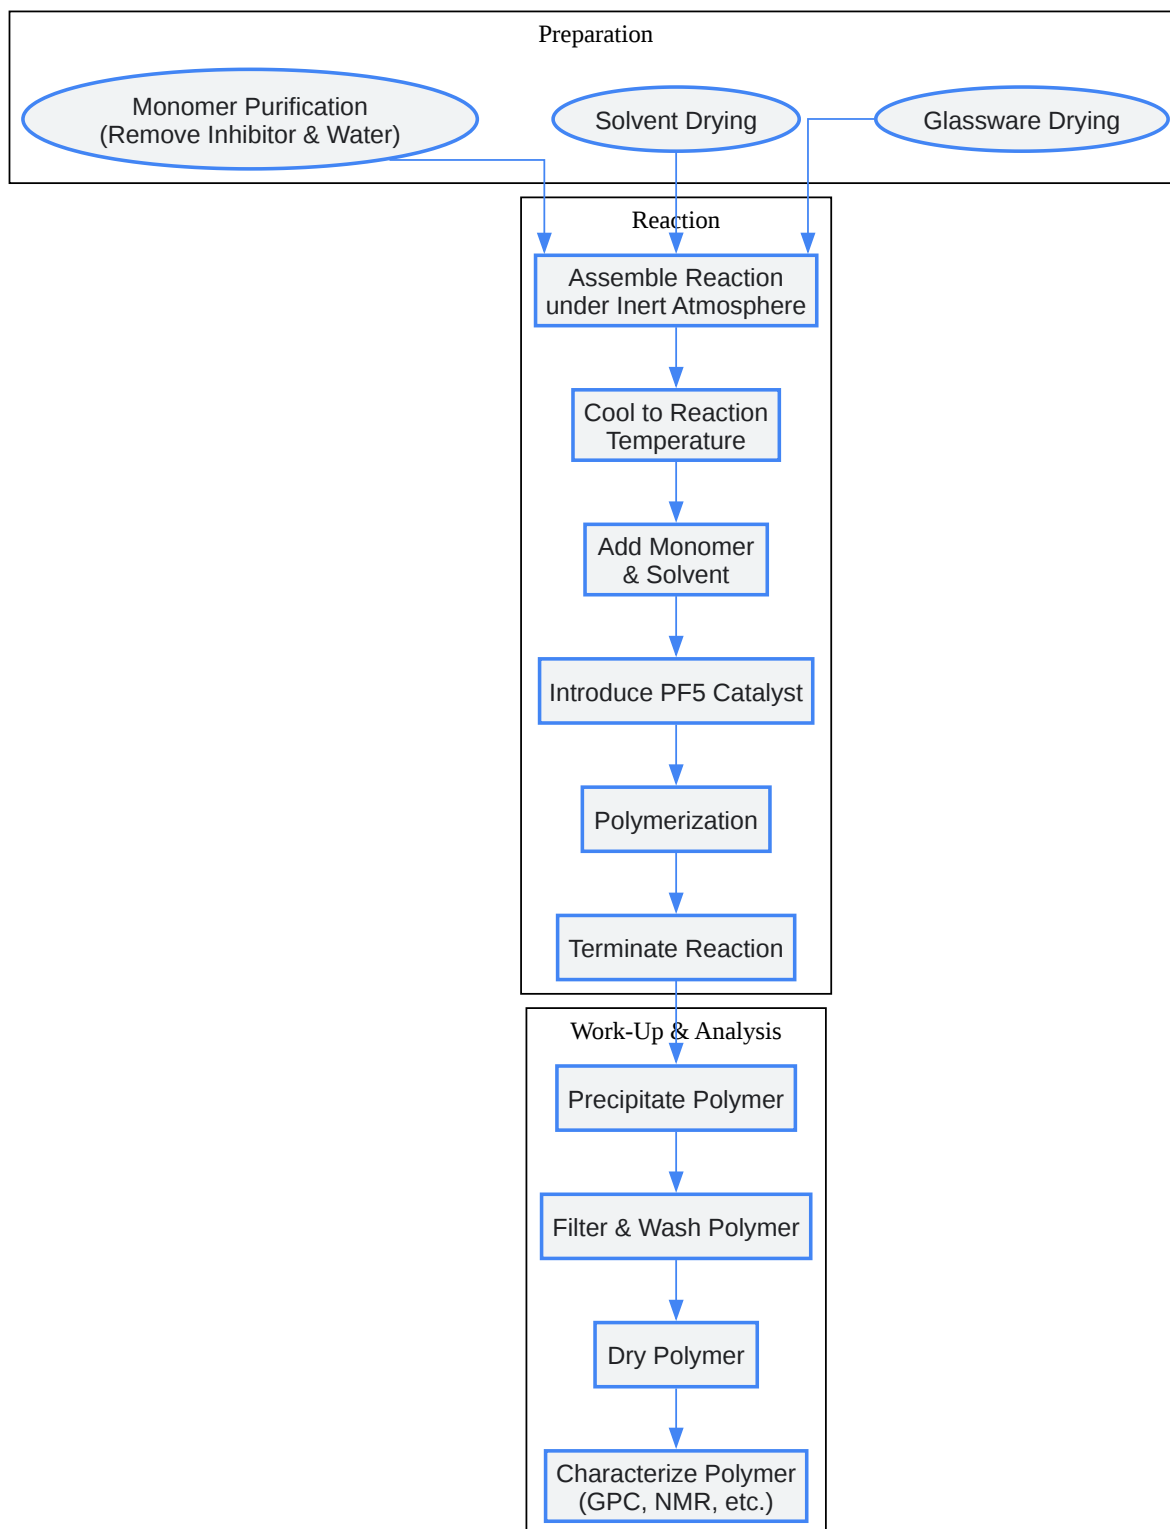 Preparation
Monomer Purification
(Remove Inhibitor & Water)
Solvent Drying
Glassware Drying
Reaction
Assemble Reaction
under Inert Atmosphere
Cool to Reaction
Temperature
Add Monomer
& Solvent
Introduce PF5 Catalyst
Polymerization
Terminate Reaction
Work-Up & Analysis
Precipitate Polymer
Filter & Wash Polymer
Dry Polymer
Characterize Polymer
(GPC, NMR, etc.)